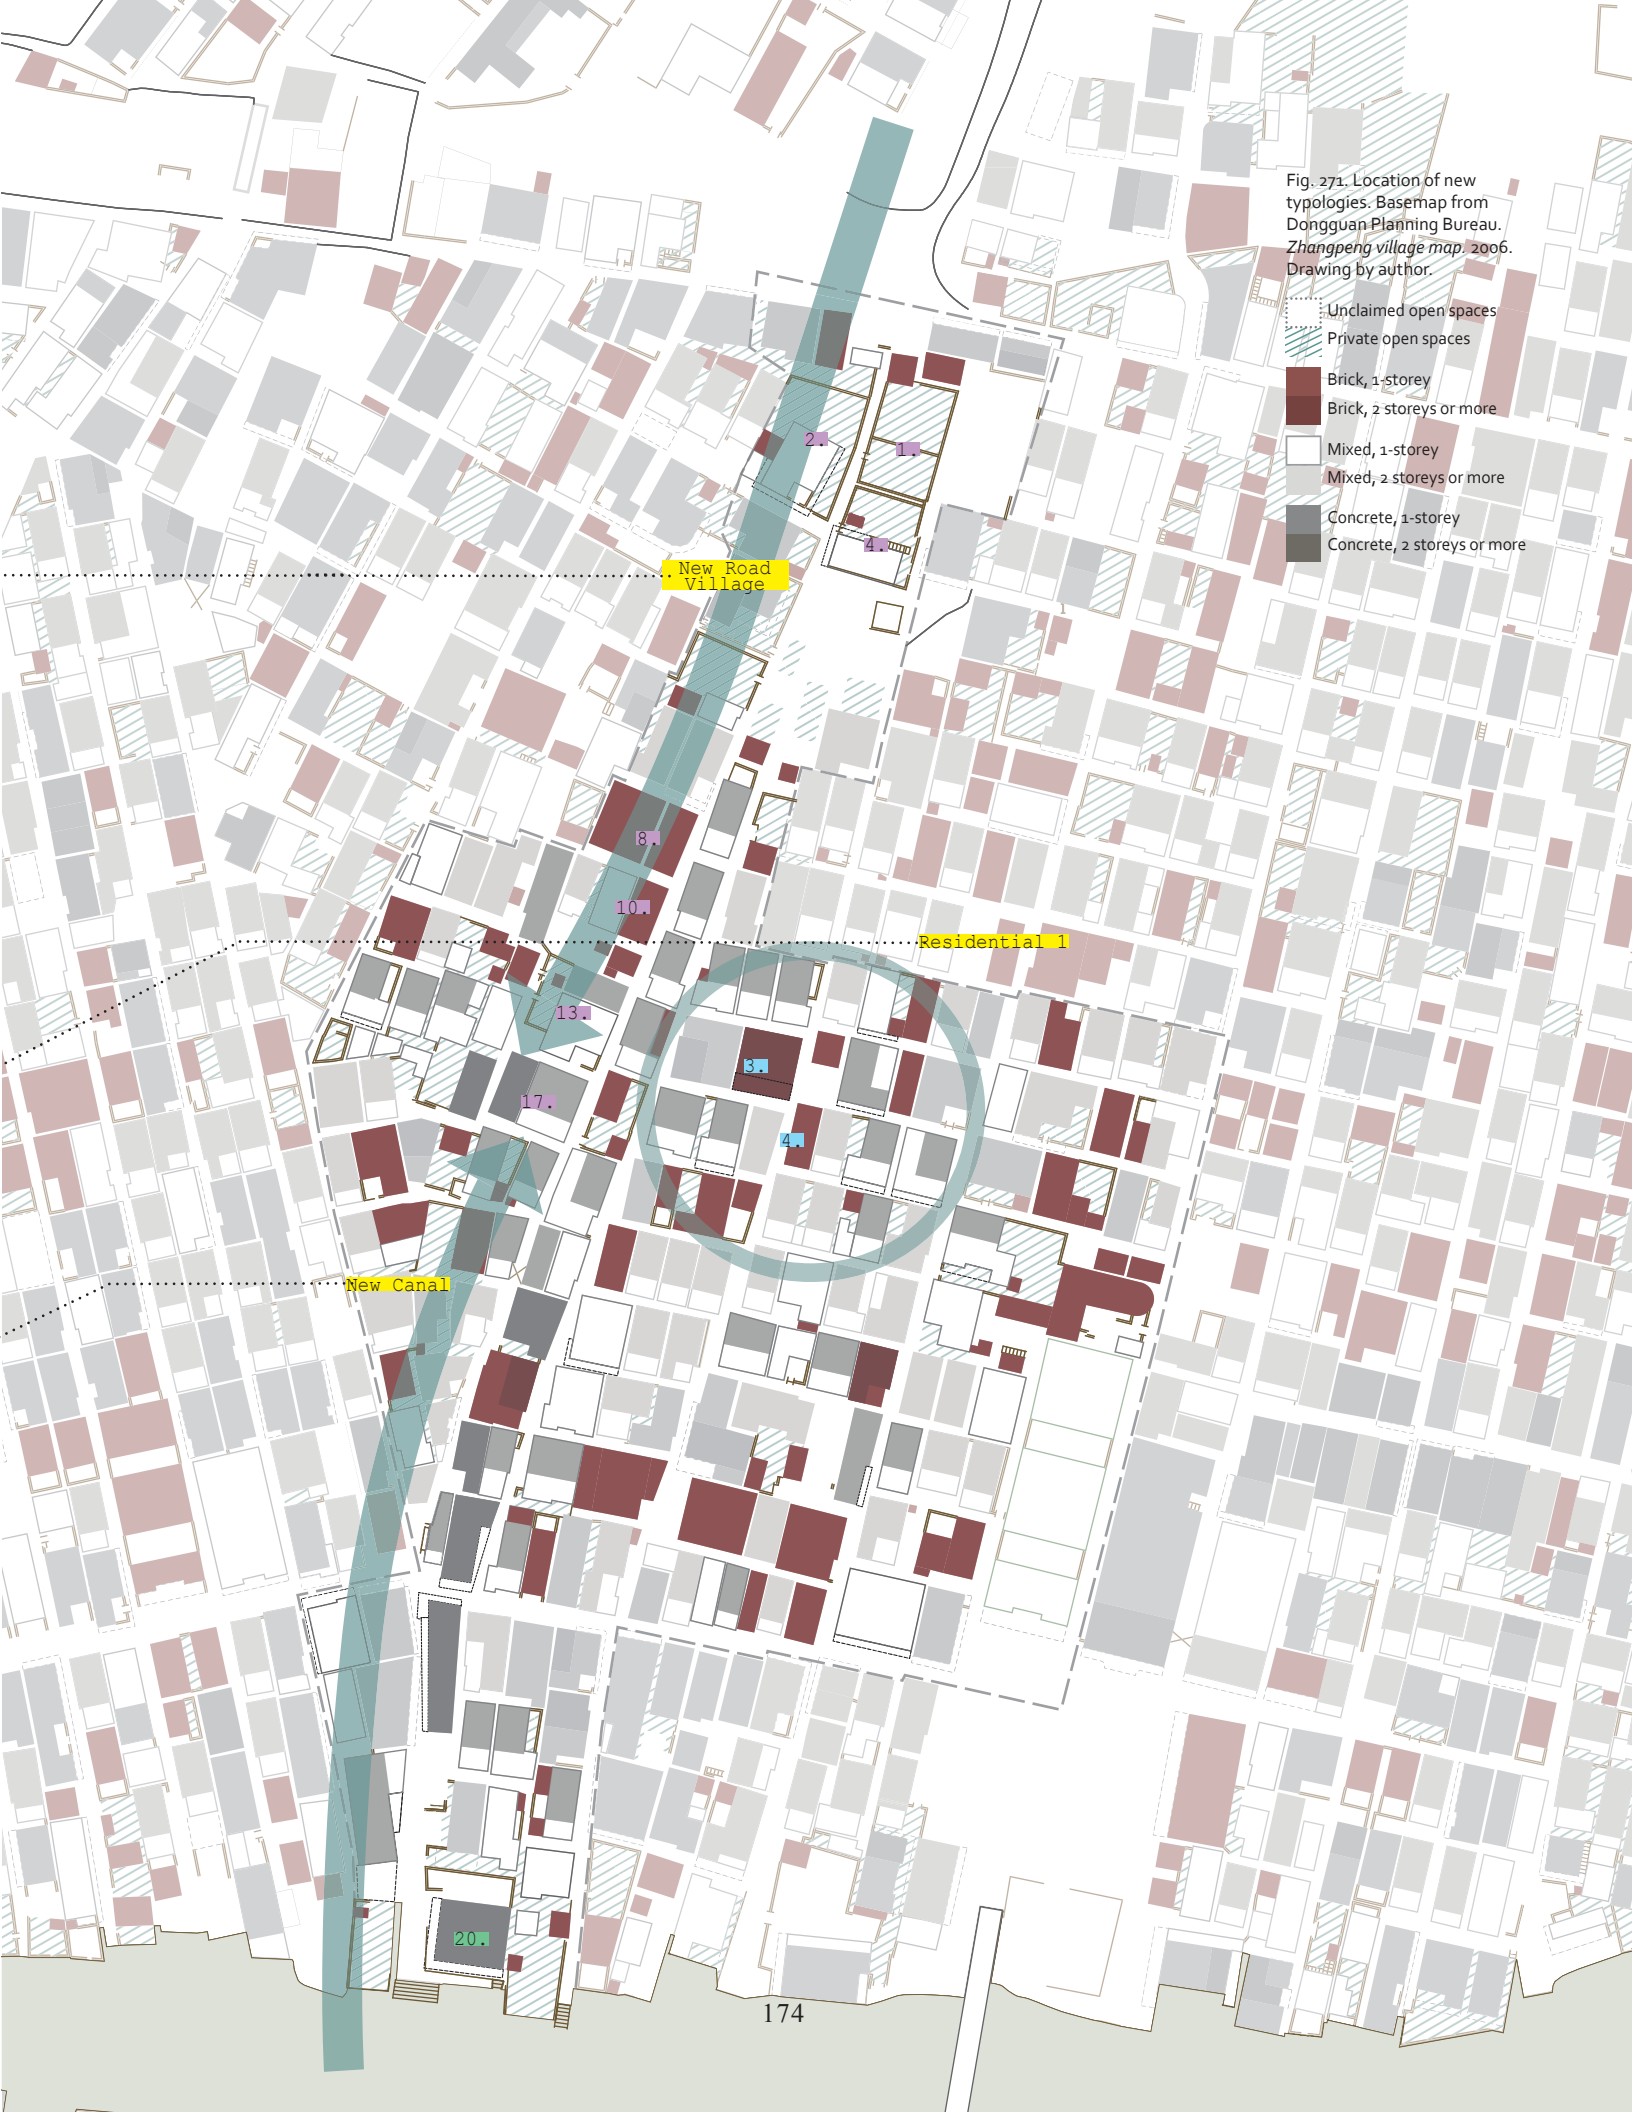 Fig. 271. Location of new
typologies. Basemap from
Dongguan Planning Bureau.
Zhangpeng village map. 2006.
Drawing by author.
Unclaimed open spaces
Private open spaces
Brick, 1-storey
Brick, 2 storeys or more
Mixed, 1-storey
Mixed, 2 storeys or more
Concrete, 1-storey
Concrete, 2 storeys or more
2.
1.
4.
New Road
Village
8.
10.
Residential 1
13.
3.
17.
4.
New Canal
20.
174